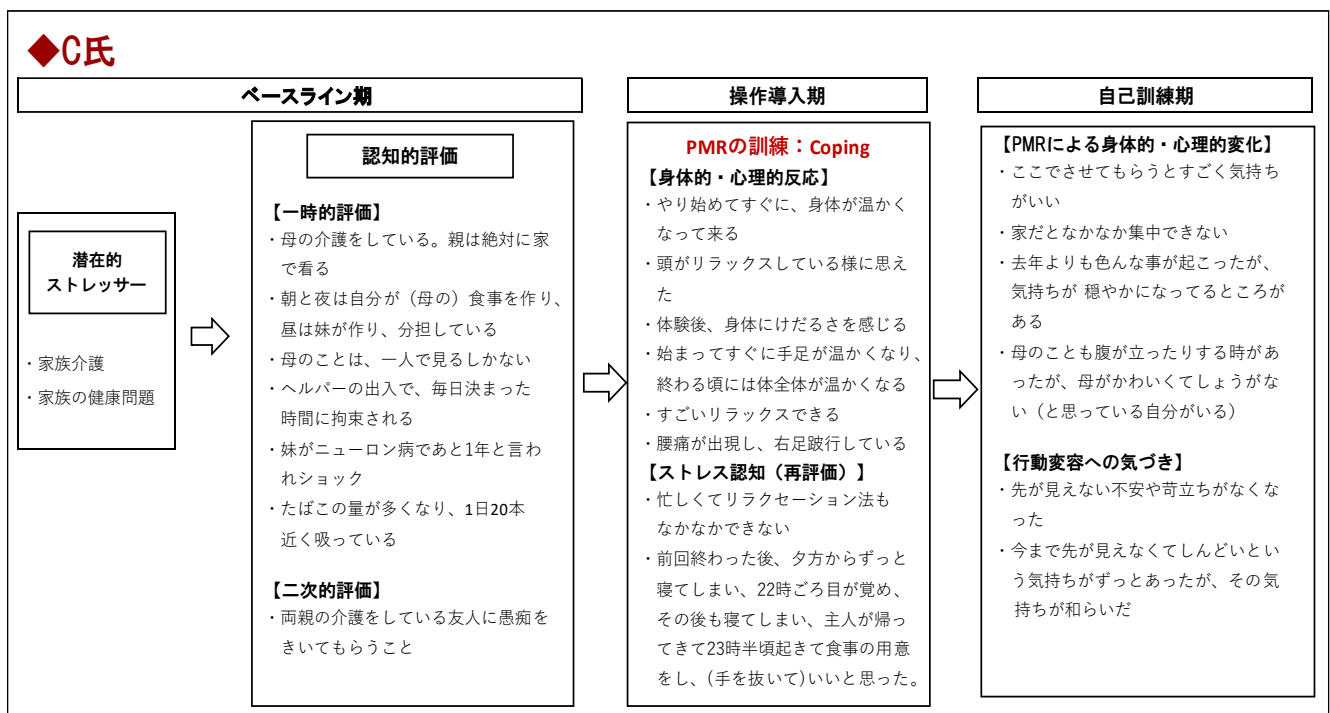 ◆C氏
ベースライン期
潜在的
ストレッサー
・家族介護
・家族の健康問題
認知的評価
【一時的評価】
・母の介護をしている。親は絶対に家
で看る
・朝と夜は自分が（母の）食事を作り、
昼は妹が作り、分担している
・母のことは、一人で見るしかない
・ヘルパーの出入で、毎日決まった
時間に拘束される
・妹がニューロン病であと1年と言わ
れショック
・たばこの量が多くなり、1日20本
近く吸っている
【二次的評価】
・両親の介護をしている友人に愚痴を
きいてもらうこと
操作導入期
PMRの訓練：Coping
【身体的・心理的反応】
・やり始めてすぐに、身体が温かく
なって来る
・頭がリラックスしている様に思え
た
・体験後、身体にけだるさを感じる
・始まってすぐに手足が温かくなり、
終わる頃には体全体が温かくなる
・すごいリラックスできる
・腰痛が出現し、右足跛行している
【ストレス認知（再評価）】
・忙しくてリラクセーション法も
なかなかできない
・前回終わった後、夕方からずっと
寝てしまい、22時ごろ目が覚め、
その後も寝てしまい、主人が帰っ
てきて23時半頃起きて食事の用意
をし、(手を抜いて)いいと思った。
自己訓練期
【PMRによる身体的・心理的変化】
・ここでさせてもらうとすごく気持ち
がいい
・家だとなかなか集中できない
・去年よりも色んな事が起こったが、
気持ちが 穏やかになってるところが
ある
・母のことも腹が立ったりする時があ
ったが、母がかわいくてしょうがな
い（と思っている自分がいる）
【行動変容への気づき】
・先が見えない不安や苛立ちがなくな
った
・今まで先が見えなくてしんどいとい
う気持ちがずっとあったが、その気
持ちが和らいだ